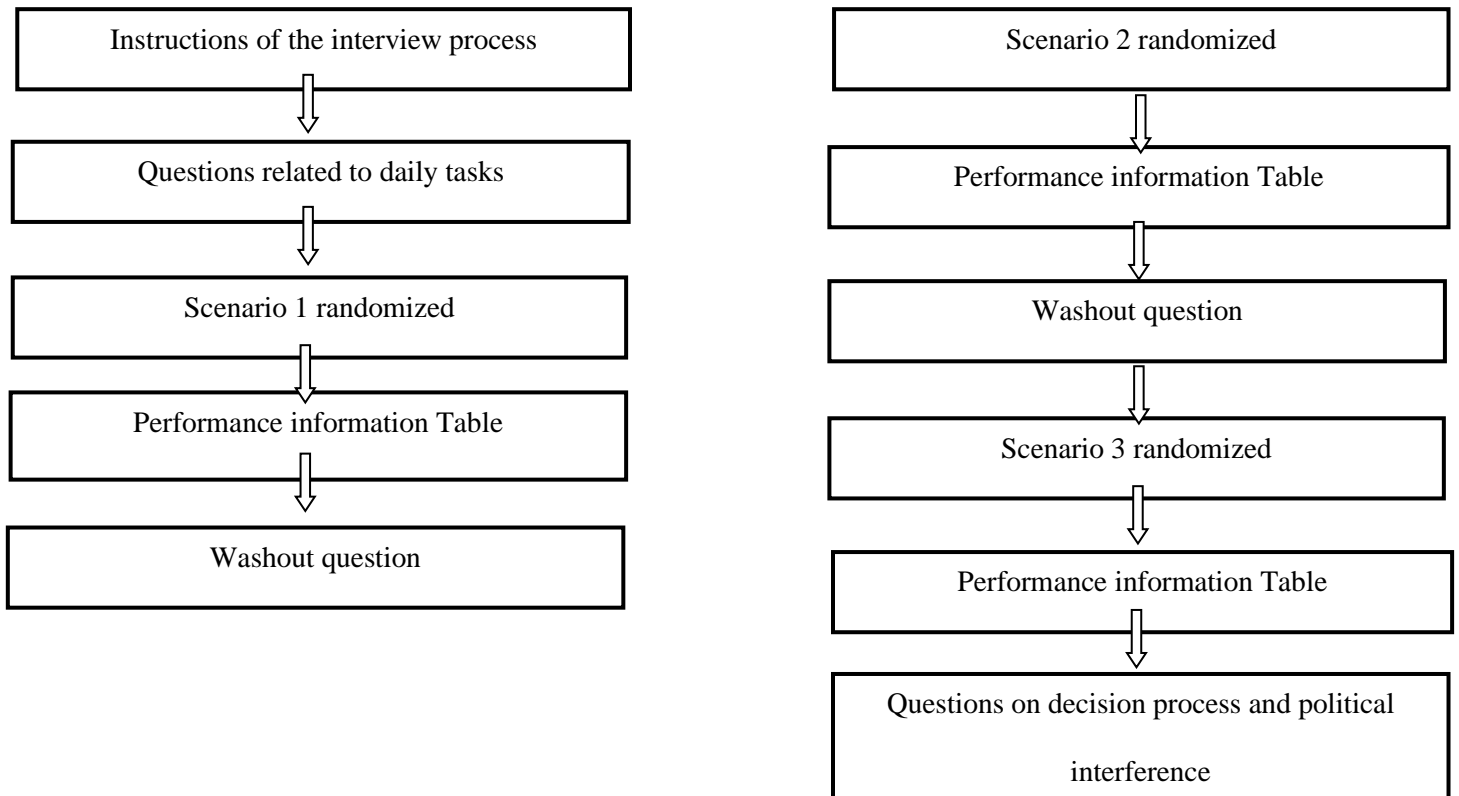 Instructions of the interview process
Questions related to daily tasks
Scenario 1 randomized
Performance information Table
Washout question
Scenario 2 randomized
Performance information Table
Washout question
Scenario 3 randomized
Performance information Table
Questions on decision process and political
interference